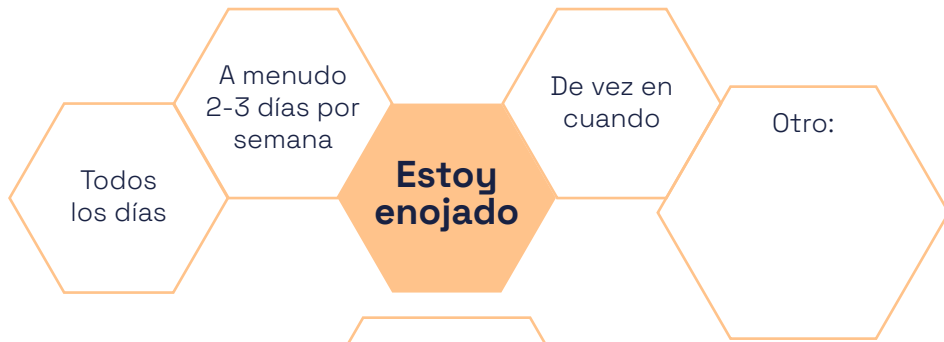 Todos
los días
A menudo
2-3 días por
semana
Estoy
enojado
De vez en
cuando
Otro: